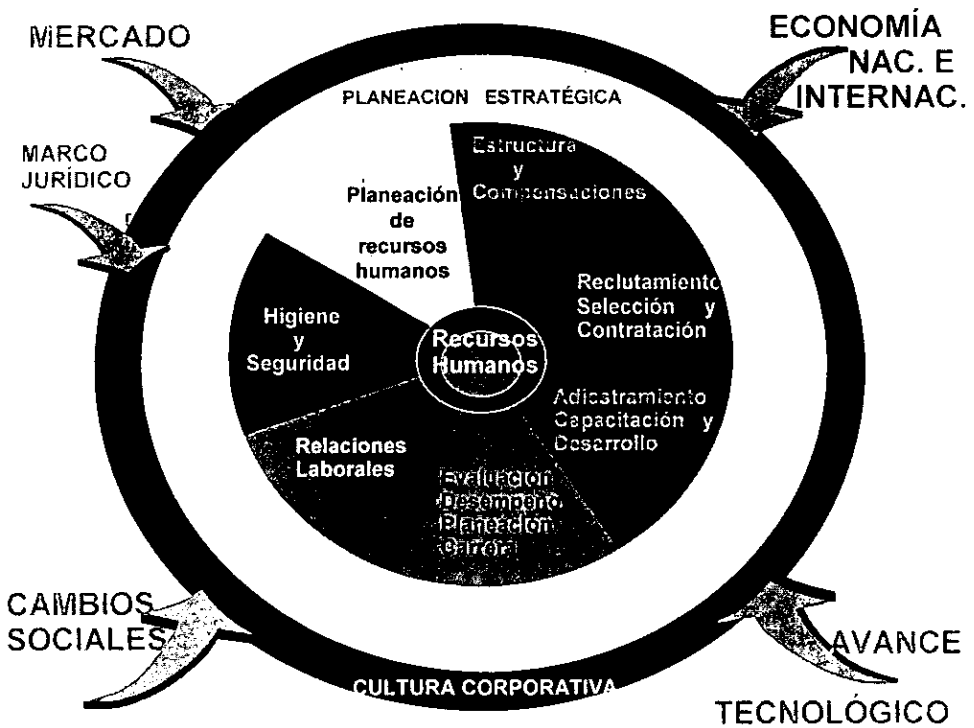 MERCADO
ECONOMÍA
NAC. E
INTERNAC.
PLANEACION ESTRATÉGICA
MARCO
JURÍDICO
Estructura
y
Compensaciones
Planeación
de
recursos
humanos
Reclutamiento
Selección y
Contratación
Higiene
y
Seguridad
Recursos
Humanos
Adiestramiento
Capacitación y
Desarrollo
Relaciones
Laborales
Evaluación
Desempeño
Planeación
Carrera
CAMBIOS
SOCIALES
AVANCE
TECNOLÓGICO
CULTURA CORPORATIVA